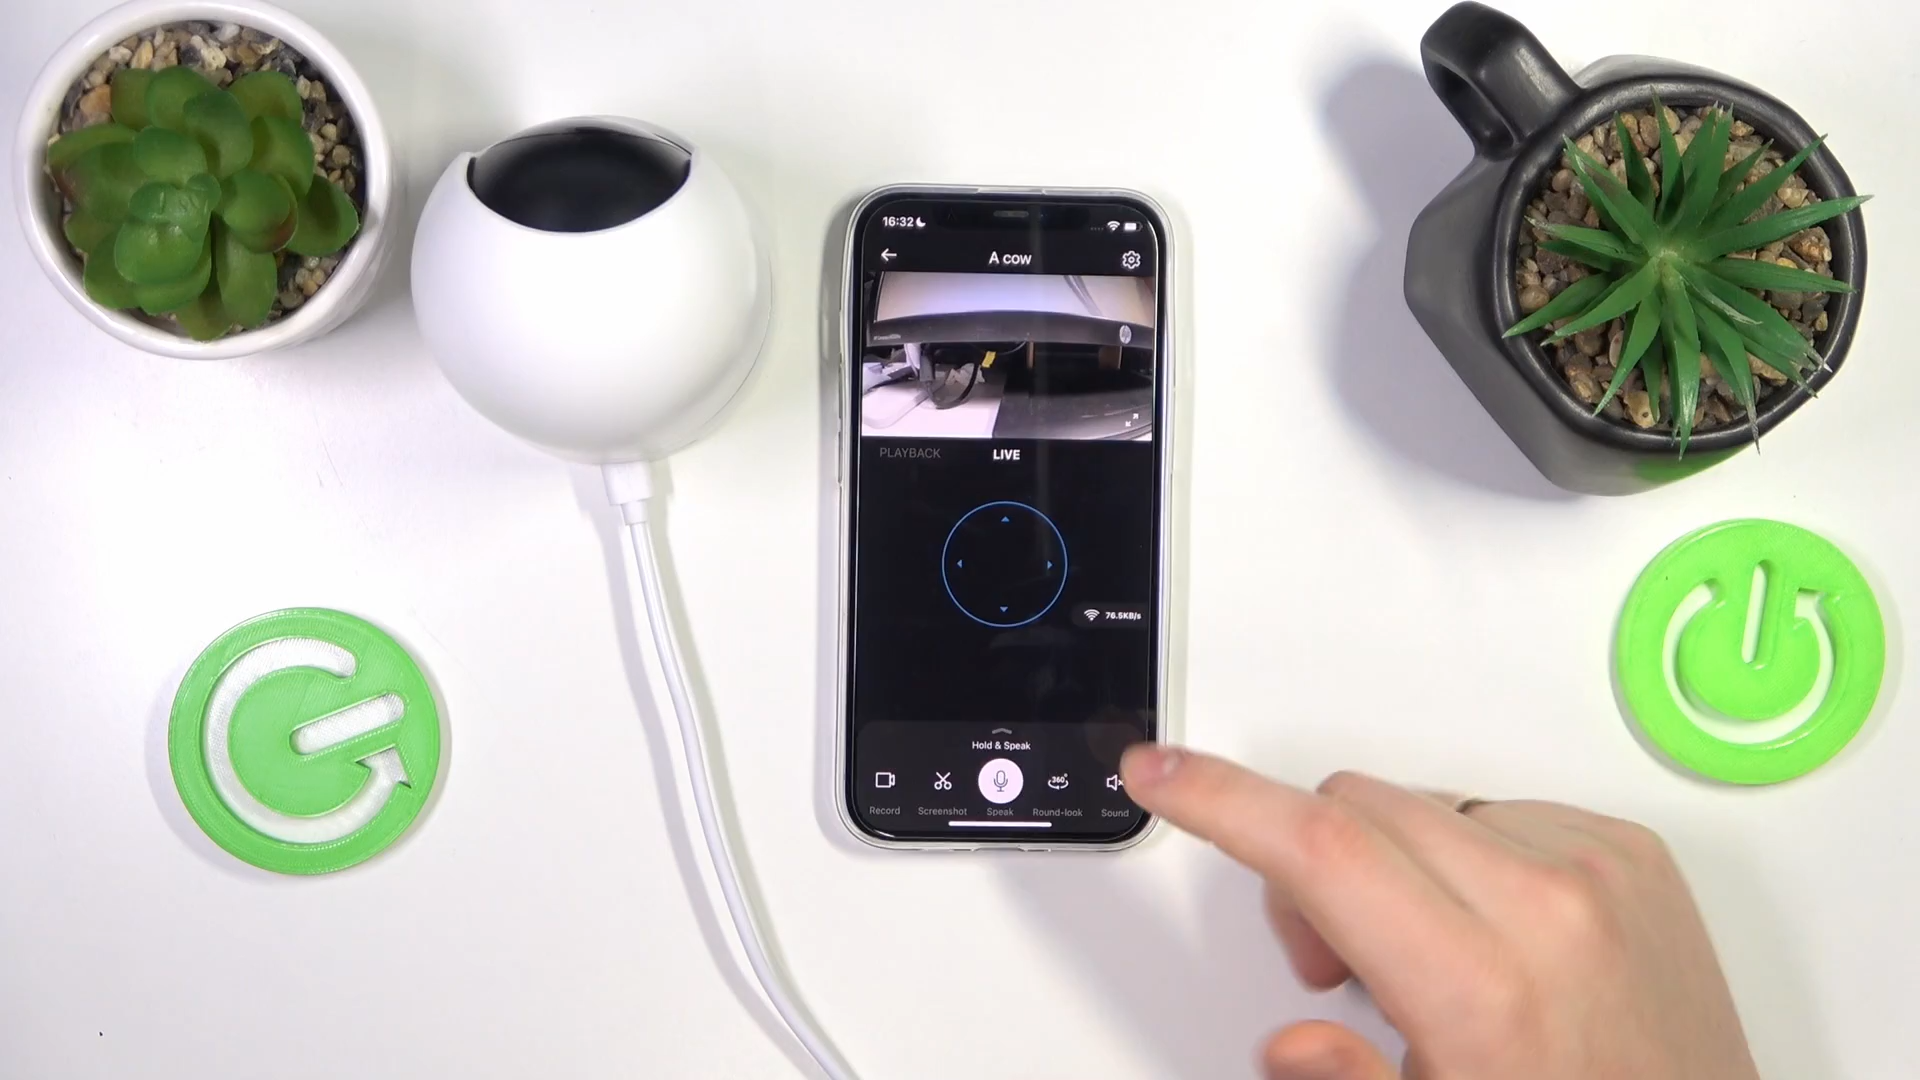 16:32
A cow
PLAYBACK LIVE
76.5KB/s
Hold & Speak
360°
Record Screenshot Speak Round-look Sound